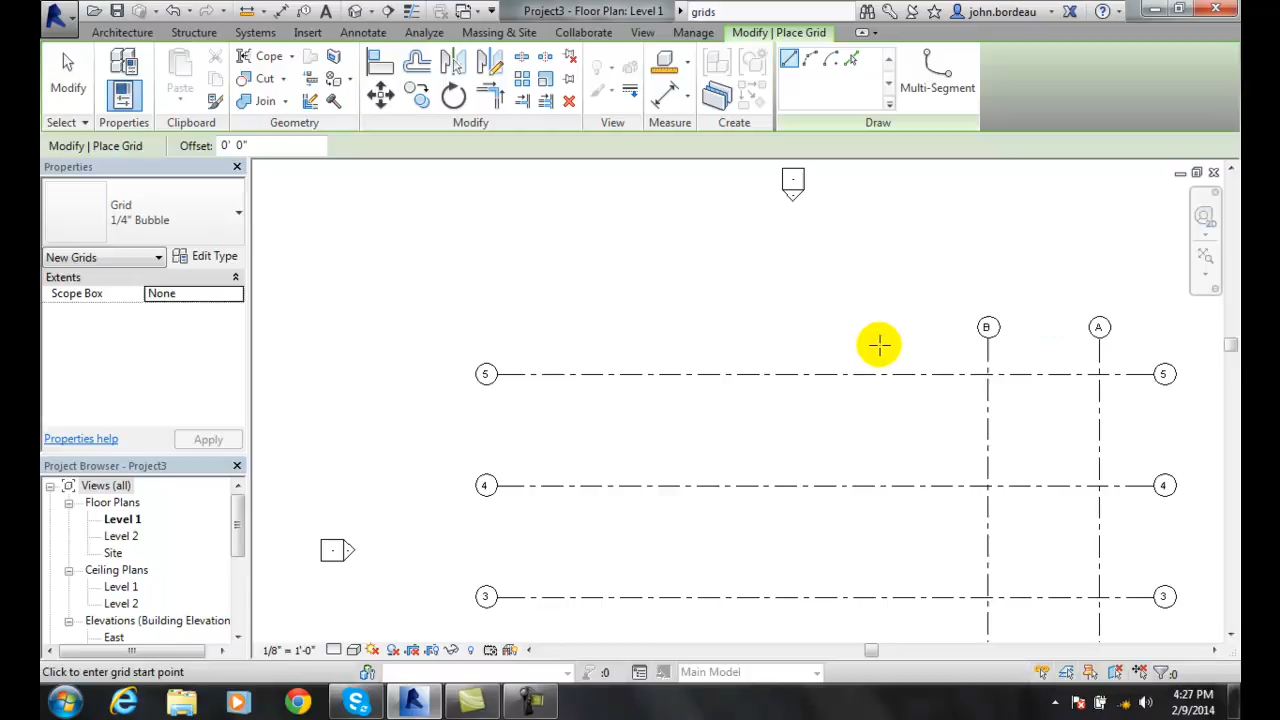 Project3 - Floor Plan: Level 1
grids
john.bordeau
Architecture Structure Systems Insert Annotate Analyze Massing & Site Collaborate View Manage Modify | Place Grid
Modify
Paste
Cope
Cut
Join
Multi-Segment
Select Properties Clipboard Geometry Modify View Measure Create Draw
Modify | Place Grid Offset: 0' 0"
Properties
Grid
1/4" Bubble
New Grids Edit Type
Extents
Scope Box None
Properties help Apply
Project Browser - Project3
Views (all)
Floor Plans
Level 1
Level 2
Site
Ceiling Plans
Level 1
Level 2
Elevations (Building Elevation
East
2D
B A
5 5
4 4
3 3
1/8" = 1'-0"
Click to enter grid start point :0 Main Model :0
4:27 PM
2/9/2014